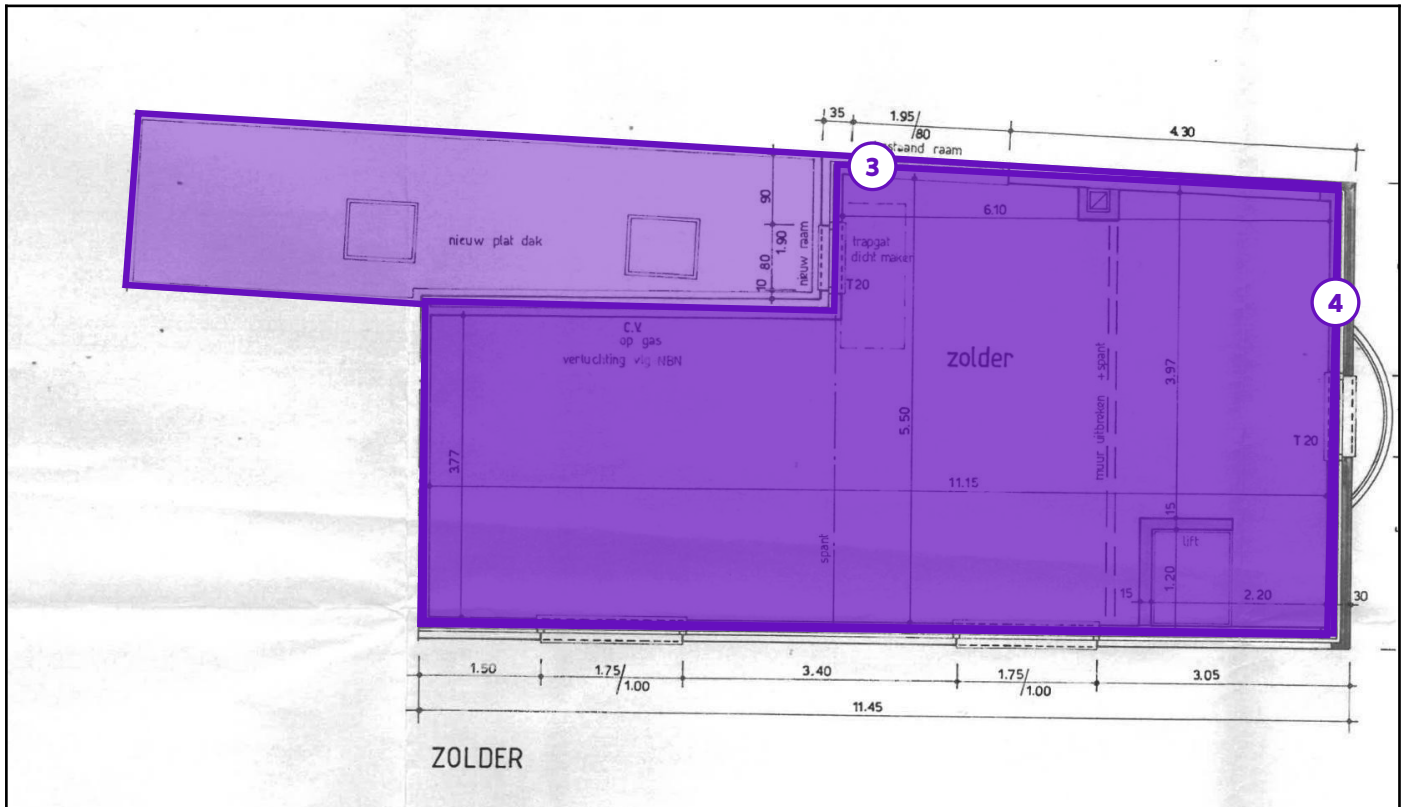 35
1.95/
80
4.30
staand raam
3
90
6.10
nieuw plat dak
1.90
nieuw raam
trapgat
dicht maken
80
10
T 20
4
C.V.
op gas
verluchting vlg NBN
zolder
+ spant
muur uitbreken
3.97
5.50
T 20
3.77
11.15
15
spant
lift
1.20
15
2.20
30
1.50
1.75/
1.00
3.40
1.75/
1.00
3.05
11.45
ZOLDER